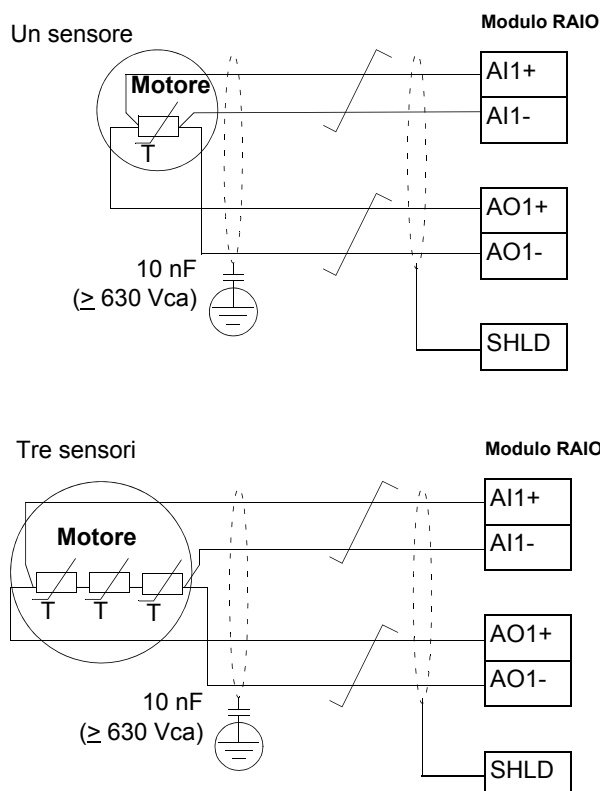 Un sensore
Modulo RAIO
Motore
T
AI1+
AI1-
AO1+
AO1-
10 nF
(≥ 630 Vca)
SHLD
Tre sensori
Modulo RAIO
Motore
T T T
AI1+
AI1-
AO1+
AO1-
10 nF
(≥ 630 Vca)
SHLD